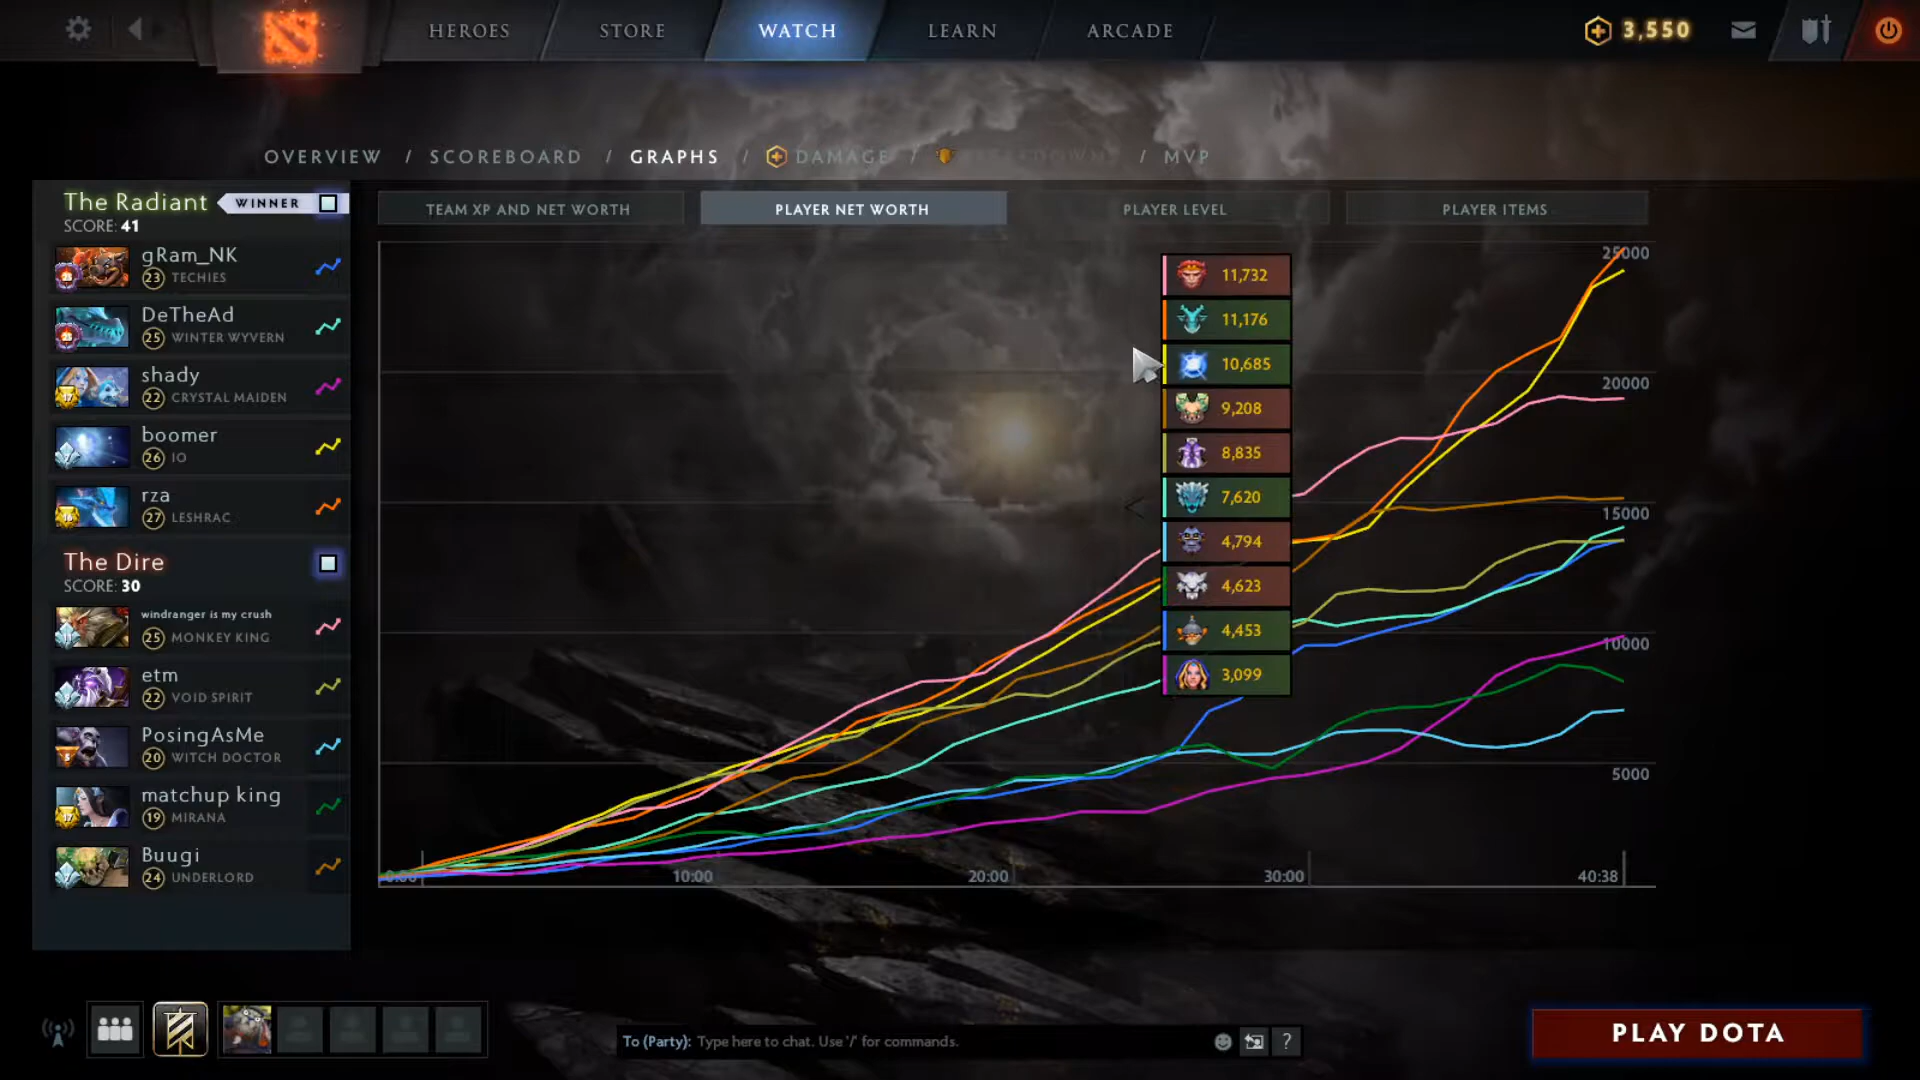 HEROES
STORE
WATCH
LEARN
ARCADE
3,550
OVERVIEW / SCOREBOARD / GRAPHS / DAMAGE / / MVP
The Radiant
WINNER
SCORE: 41
gRam_NK
23 TECHIES
DeTheAd
25 WINTER WYVERN
shady
22 CRYSTAL MAIDEN
boomer
26 IO
rza
27 LESHRAC
The Dire
SCORE: 30
windranger is my crush
25 MONKEY KING
etm
22 VOID SPIRIT
PosingAsMe
20 WITCH DOCTOR
matchup king
19 MIRANA
Buugi
24 UNDERLORD
TEAM XP AND NET WORTH
PLAYER NET WORTH
PLAYER LEVEL
PLAYER ITEMS
11,732
11,176
10,685
9,208
8,835
7,620
4,794
4,623
4,453
3,099
25000
20000
15000
10000
5000
10:00
20:00
30:00
40:38
To (Party): Type here to chat. Use '/' for commands.
?
PLAY DOTA